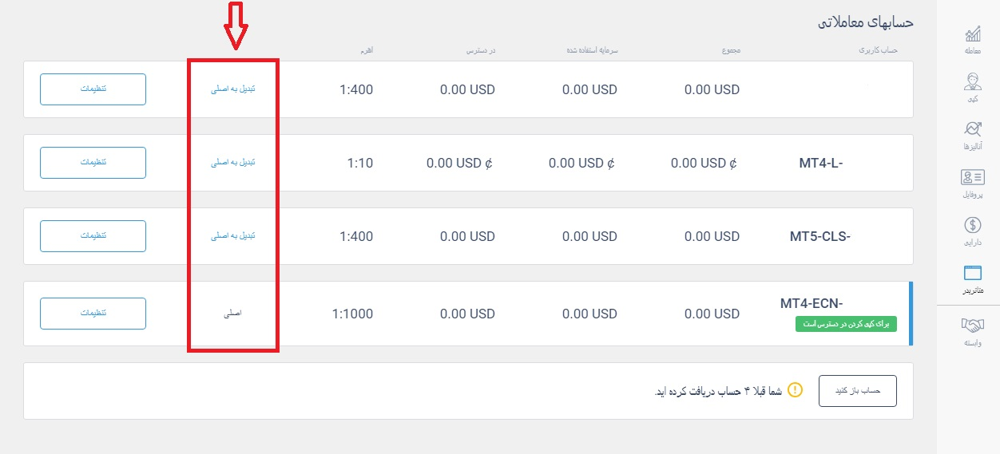 حسابهای معاملاتی
حساب کاربری مجموع سرمایه استفاده شده در دسترس اهرم
0.00 USD 0.00 USD 0.00 USD 1:400 تبدیل به اصلی تنظیمات
MT4-L- 0.00 USD ¢ 0.00 USD ¢ 0.00 USD ¢ 1:10 تبدیل به اصلی تنظیمات
MT5-CLS- 0.00 USD 0.00 USD 0.00 USD 1:400 تبدیل به اصلی تنظیمات
MT4-ECN- 0.00 USD 0.00 USD 0.00 USD 1:1000 اصلی تنظیمات
برای کپی کردن در دسترس است
حساب باز کنید شما قبلا ۴ حساب دریافت کرده اید.
معامله
کپی
آنالیزها
پروفایل
دارایی
متاتریدر
وابسته